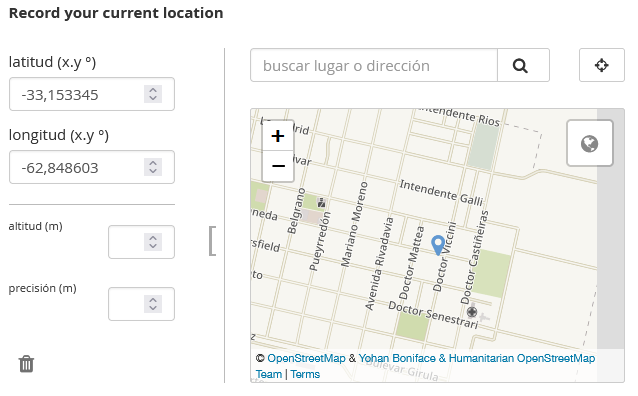 Record your current location
latitud (x.y °)
-33,153345
longitud (x.y °)
-62,848603
altitud (m)
precisión (m)
buscar lugar o dirección
+
−
Intendente Rios
Intendente Galli
Belgrano
Pueyrredón
Mariano Moreno
Avenida Rivadavia
Doctor Mattea
Doctor Viccini
Doctor Castiñeiras
Doctor Senestrari
Bulevar Girula
© OpenStreetMap & Yohan Boniface & Humanitarian OpenStreetMap
Team | Terms